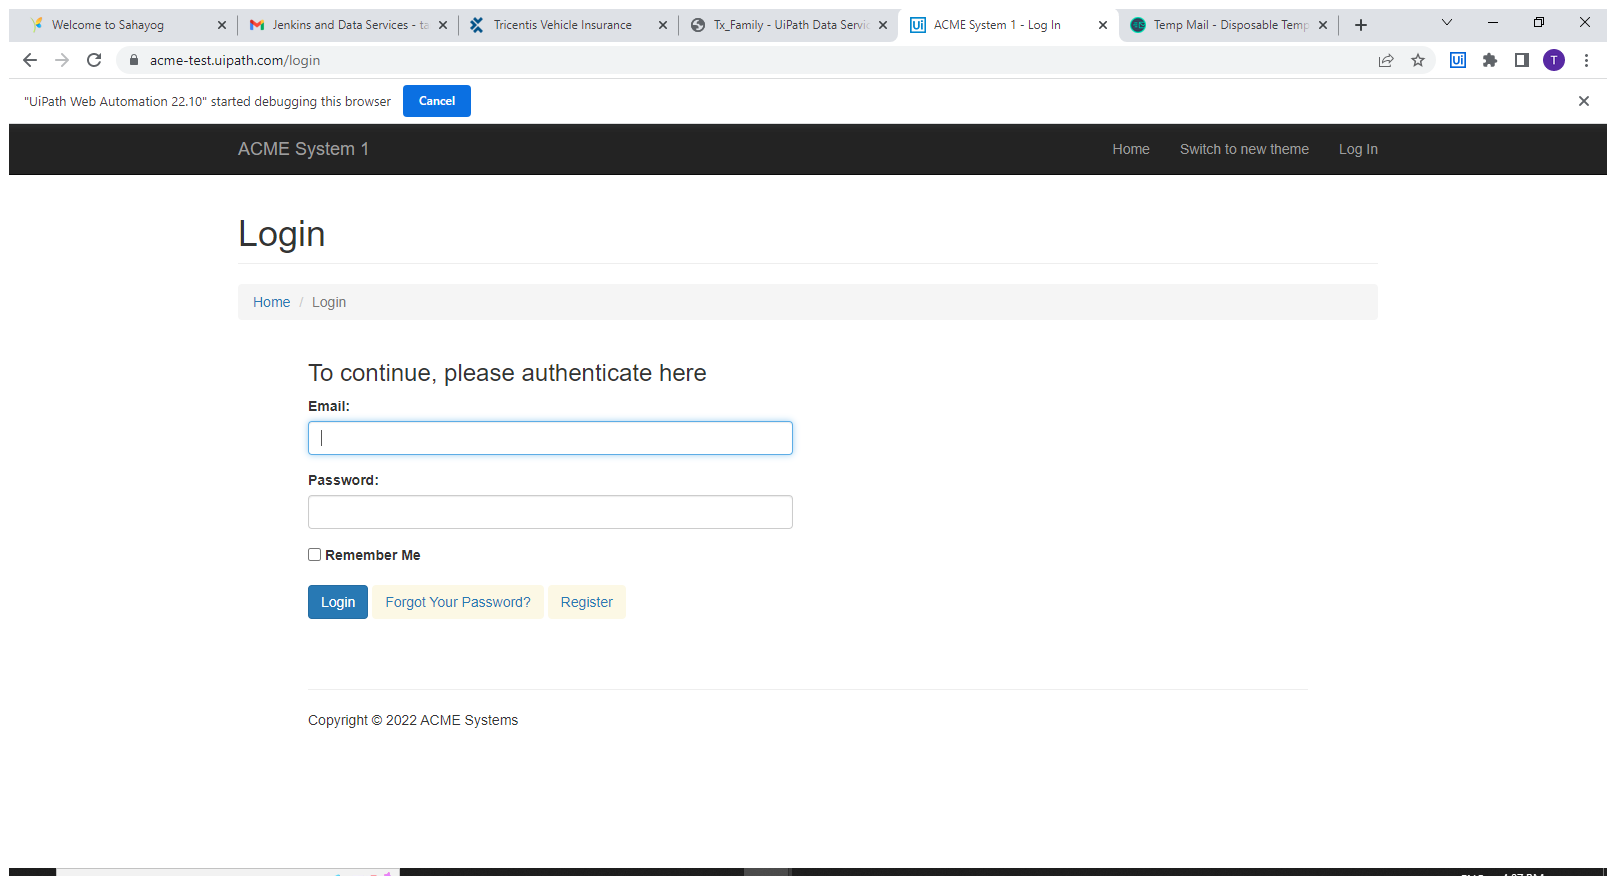 Welcome to Sahayog
Jenkins and Data Services - ta
Tricentis Vehicle Insurance
Tx_Family - UiPath Data Servic
Ui ACME System 1 - Log In
Temp Mail - Disposable Temp
acme-test.uipath.com/login
Ui
T
"UiPath Web Automation 22.10" started debugging this browser
Cancel
ACME System 1
Home
Switch to new theme
Log In
Login
Home / Login
To continue, please authenticate here
Email:
Password:
Remember Me
Login
Forgot Your Password?
Register
Copyright © 2022 ACME Systems